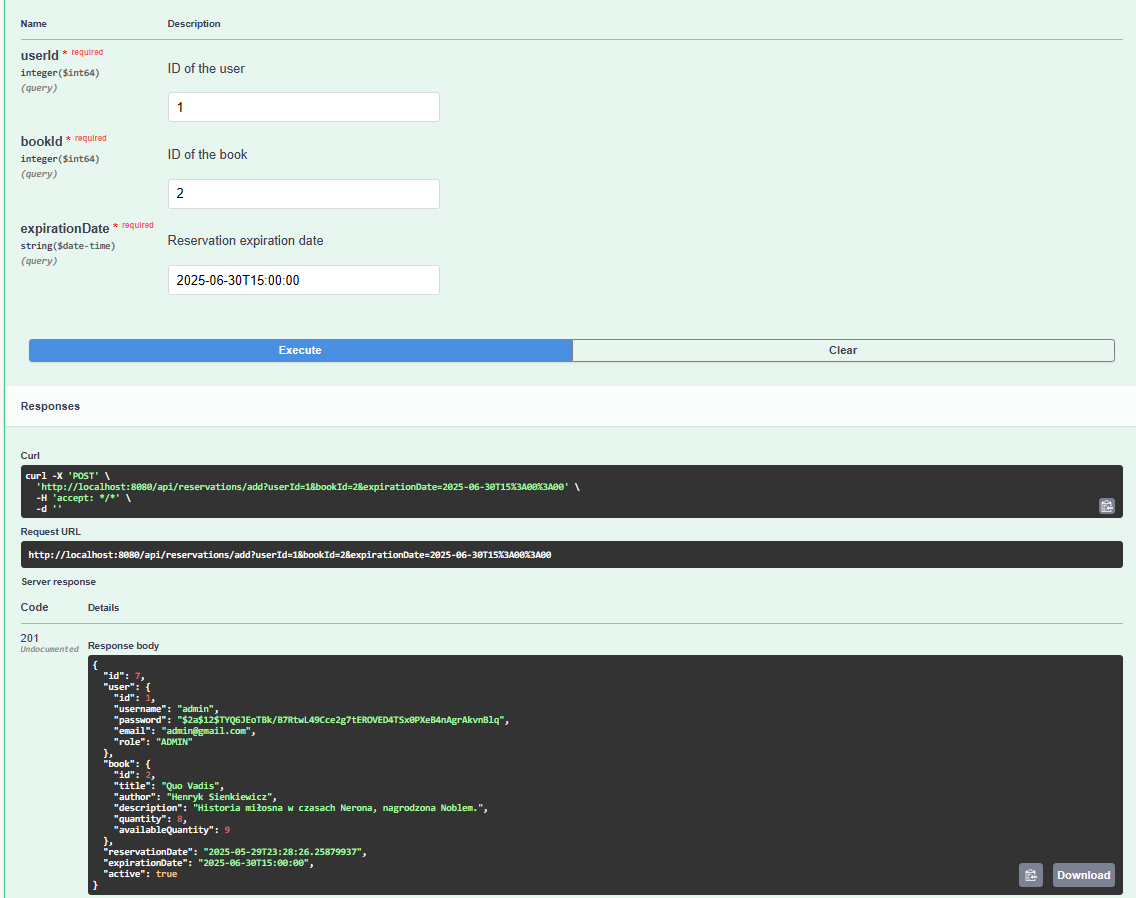 Name Description
userId * required
integer($int64)
(query)
ID of the user
1
bookId * required
integer($int64)
(query)
ID of the book
2
expirationDate * required
string($date-time)
(query)
Reservation expiration date
2025-06-30T15:00:00
Execute Clear
Responses
Curl
curl -X 'POST' \
'http://localhost:8080/api/reservations/add?userId=1&bookId=2&expirationDate=2025-06-30T15%3A00%3A00' \
-H 'accept: */*' \
-d ''
Request URL
http://localhost:8080/api/reservations/add?userId=1&bookId=2&expirationDate=2025-06-30T15%3A00%3A00
Server response
Code Details
201
Undocumented
Response body
{
"id": 7,
"user": {
"id": 1,
"username": "admin",
"password": "$2a$12$TYQ6JEoTBk/B7RtwL49Cce2g7tEROVED4TSx0PXeB4nAgrAkvnBlq",
"email": "admin@gmail.com",
"role": "ADMIN"
},
"book": {
"id": 2,
"title": "Quo Vadis",
"author": "Henryk Sienkiewicz",
"description": "Historia miłosna w czasach Nerona, nagrodzona Noblem.",
"quantity": 8,
"availableQuantity": 9
},
"reservationDate": "2025-05-29T23:28:26.25879937",
"expirationDate": "2025-06-30T15:00:00",
"active": true
}
Download